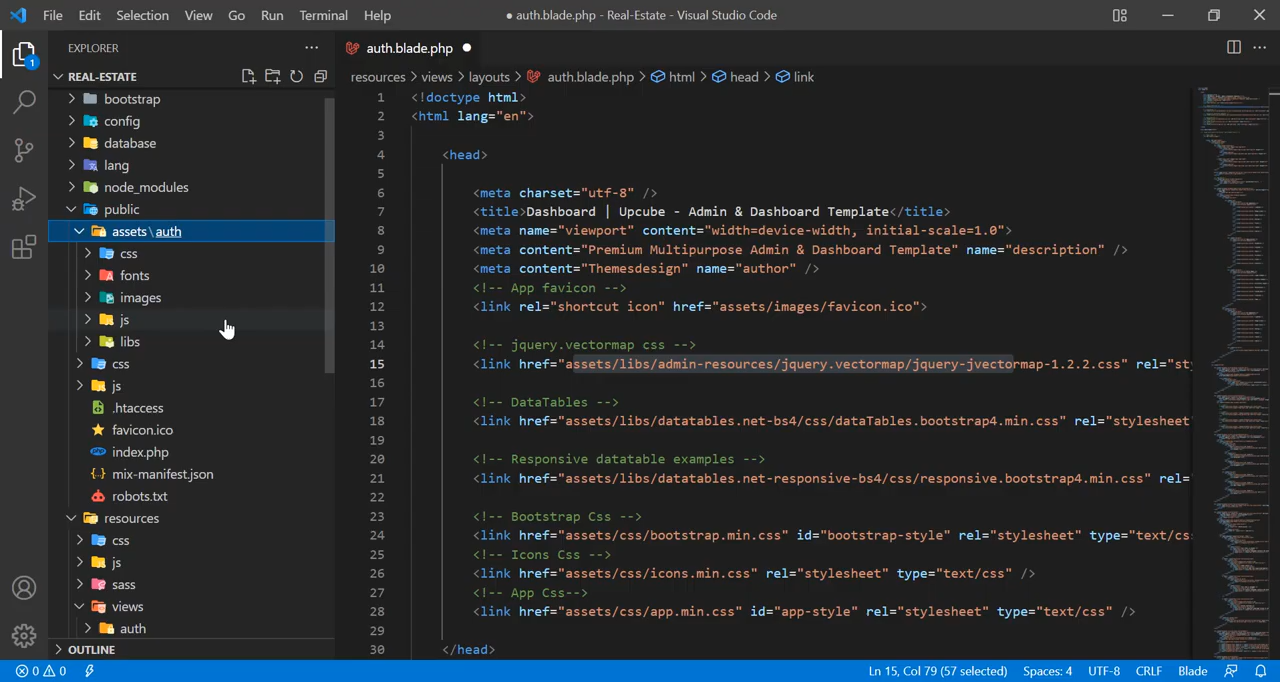 File Edit Selection View Go Run Terminal Help
● auth.blade.php - Real-Estate - Visual Studio Code
EXPLORER
1
REAL-ESTATE
bootstrap
config
database
lang
node_modules
public
assets\auth
css
fonts
images
js
libs
css
js
.htaccess
favicon.ico
index.php
mix-manifest.json
robots.txt
resources
css
js
sass
views
auth
OUTLINE
auth.blade.php
resources > views > layouts > auth.blade.php > html > head > link
1 <!doctype html>
2 <html lang="en">
3
4 <head>
5
6 <meta charset="utf-8" />
7 <title>Dashboard | Upcube - Admin & Dashboard Template</title>
8 <meta name="viewport" content="width=device-width, initial-scale=1.0">
9 <meta content="Premium Multipurpose Admin & Dashboard Template" name="description" />
10 <meta content="Themesdesign" name="author" />
11 <!-- App favicon -->
12 <link rel="shortcut icon" href="assets/images/favicon.ico">
13
14 <!-- jquery.vectormap css -->
15 <link href="assets/libs/admin-resources/jquery.vectormap/jquery-jvectormap-1.2.2.css" rel="sty
16
17 <!-- DataTables -->
18 <link href="assets/libs/datatables.net-bs4/css/dataTables.bootstrap4.min.css" rel="stylesheet"
19
20 <!-- Responsive datatable examples -->
21 <link href="assets/libs/datatables.net-responsive-bs4/css/responsive.bootstrap4.min.css" rel="
22
23 <!-- Bootstrap Css -->
24 <link href="assets/css/bootstrap.min.css" id="bootstrap-style" rel="stylesheet" type="text/css
25 <!-- Icons Css -->
26 <link href="assets/css/icons.min.css" rel="stylesheet" type="text/css" />
27 <!-- App Css-->
28 <link href="assets/css/app.min.css" id="app-style" rel="stylesheet" type="text/css" />
29
30 </head>
0 0 Ln 15, Col 79 (57 selected) Spaces: 4 UTF-8 CRLF Blade